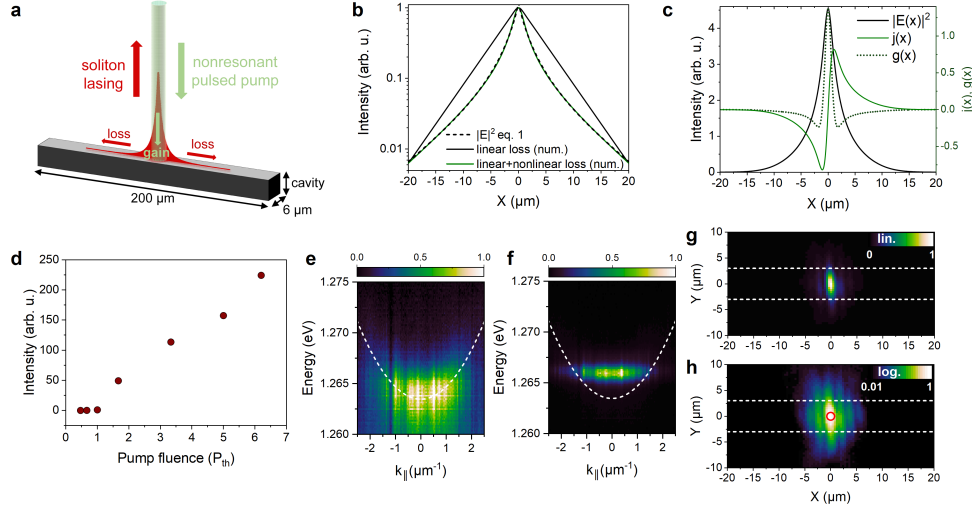 a
soliton
lasing
nonresonant
pulsed pump
loss
gain
loss
cavity
200 μm
6 μm
b
Intensity (arb. u.)
1
0.1
0.01
|E|² eq. 1
linear loss (num.)
linear+nonlinear loss (num.)
-20 -15 -10 -5 0 5 10 15 20
X (μm)
c
Intensity (arb. u.)
4
3
2
1
0
|E(x)|²
j(x)
g(x)
1.0
0.5
0.0
-0.5
j(x), g(x)
-20 -15 -10 -5 0 5 10 15 20
X (μm)
d
Intensity (arb. u.)
250
200
150
100
50
0
0 1 2 3 4 5 6 7
Pump fluence (Pth)
e
0.0 0.5 1.0
Energy (eV)
1.275
1.270
1.265
1.260
-2 -1 0 1 2
k∥(μm⁻¹)
f
0.0 0.5 1.0
Energy (eV)
1.275
1.270
1.265
1.260
-2 -1 0 1 2
k∥(μm⁻¹)
g
lin.
0 1
Y (μm)
10
5
0
-5
-10
-20 -15 -10 -5 0 5 10 15 20
h
log.
0.01 1
Y (μm)
10
5
0
-5
-10
-20 -15 -10 -5 0 5 10 15 20
X (μm)